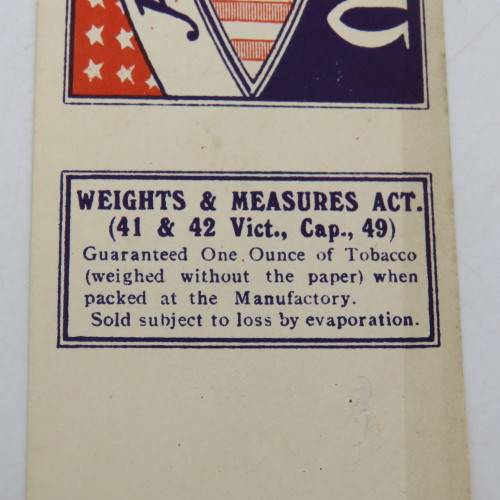 WEIGHTS & MEASURES ACT.
(41 & 42 Vict., Cap., 49)
Guaranteed One Ounce of Tobacco
(weighed without the paper) when
packed at the Manufactory.
Sold subject to loss by evaporation.